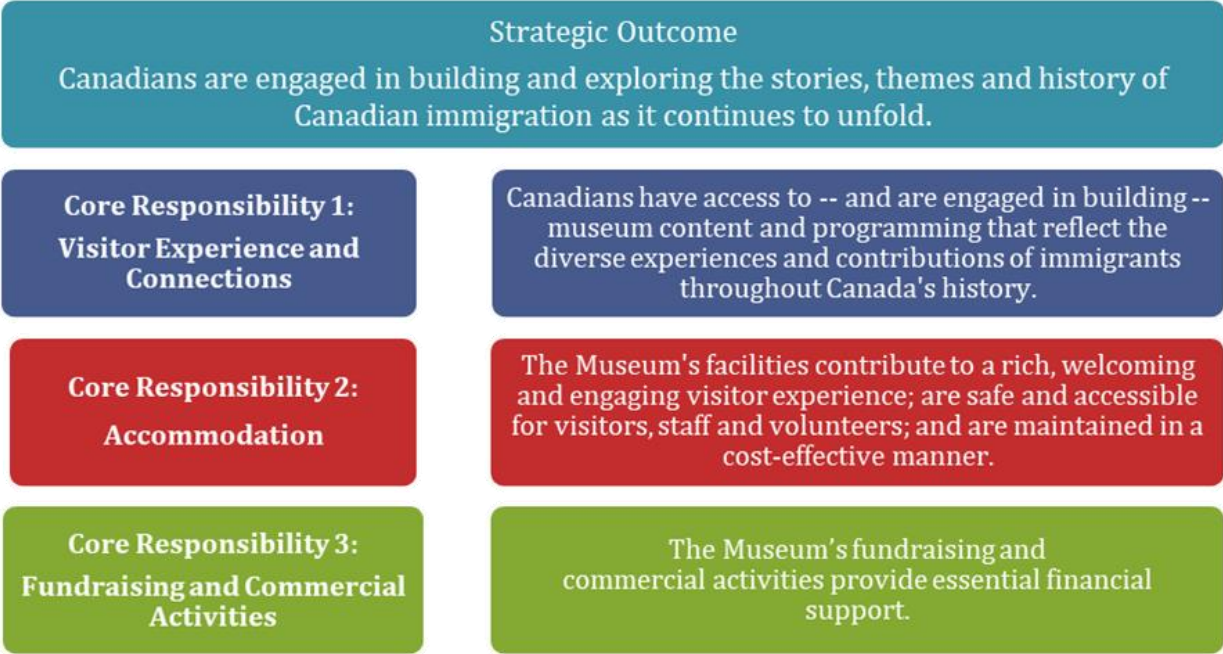 Strategic Outcome
Canadians are engaged in building and exploring the stories, themes and history of
Canadian immigration as it continues to unfold.
Core Responsibility 1:
Visitor Experience and
Connections
Canadians have access to -- and are engaged in building --
museum content and programming that reflect the
diverse experiences and contributions of immigrants
throughout Canada's history.
Core Responsibility 2:
Accommodation
The Museum's facilities contribute to a rich, welcoming
and engaging visitor experience; are safe and accessible
for visitors, staff and volunteers; and are maintained in a
cost-effective manner.
Core Responsibility 3:
Fundraising and Commercial
Activities
The Museum’s fundraising and
commercial activities provide essential financial
support.